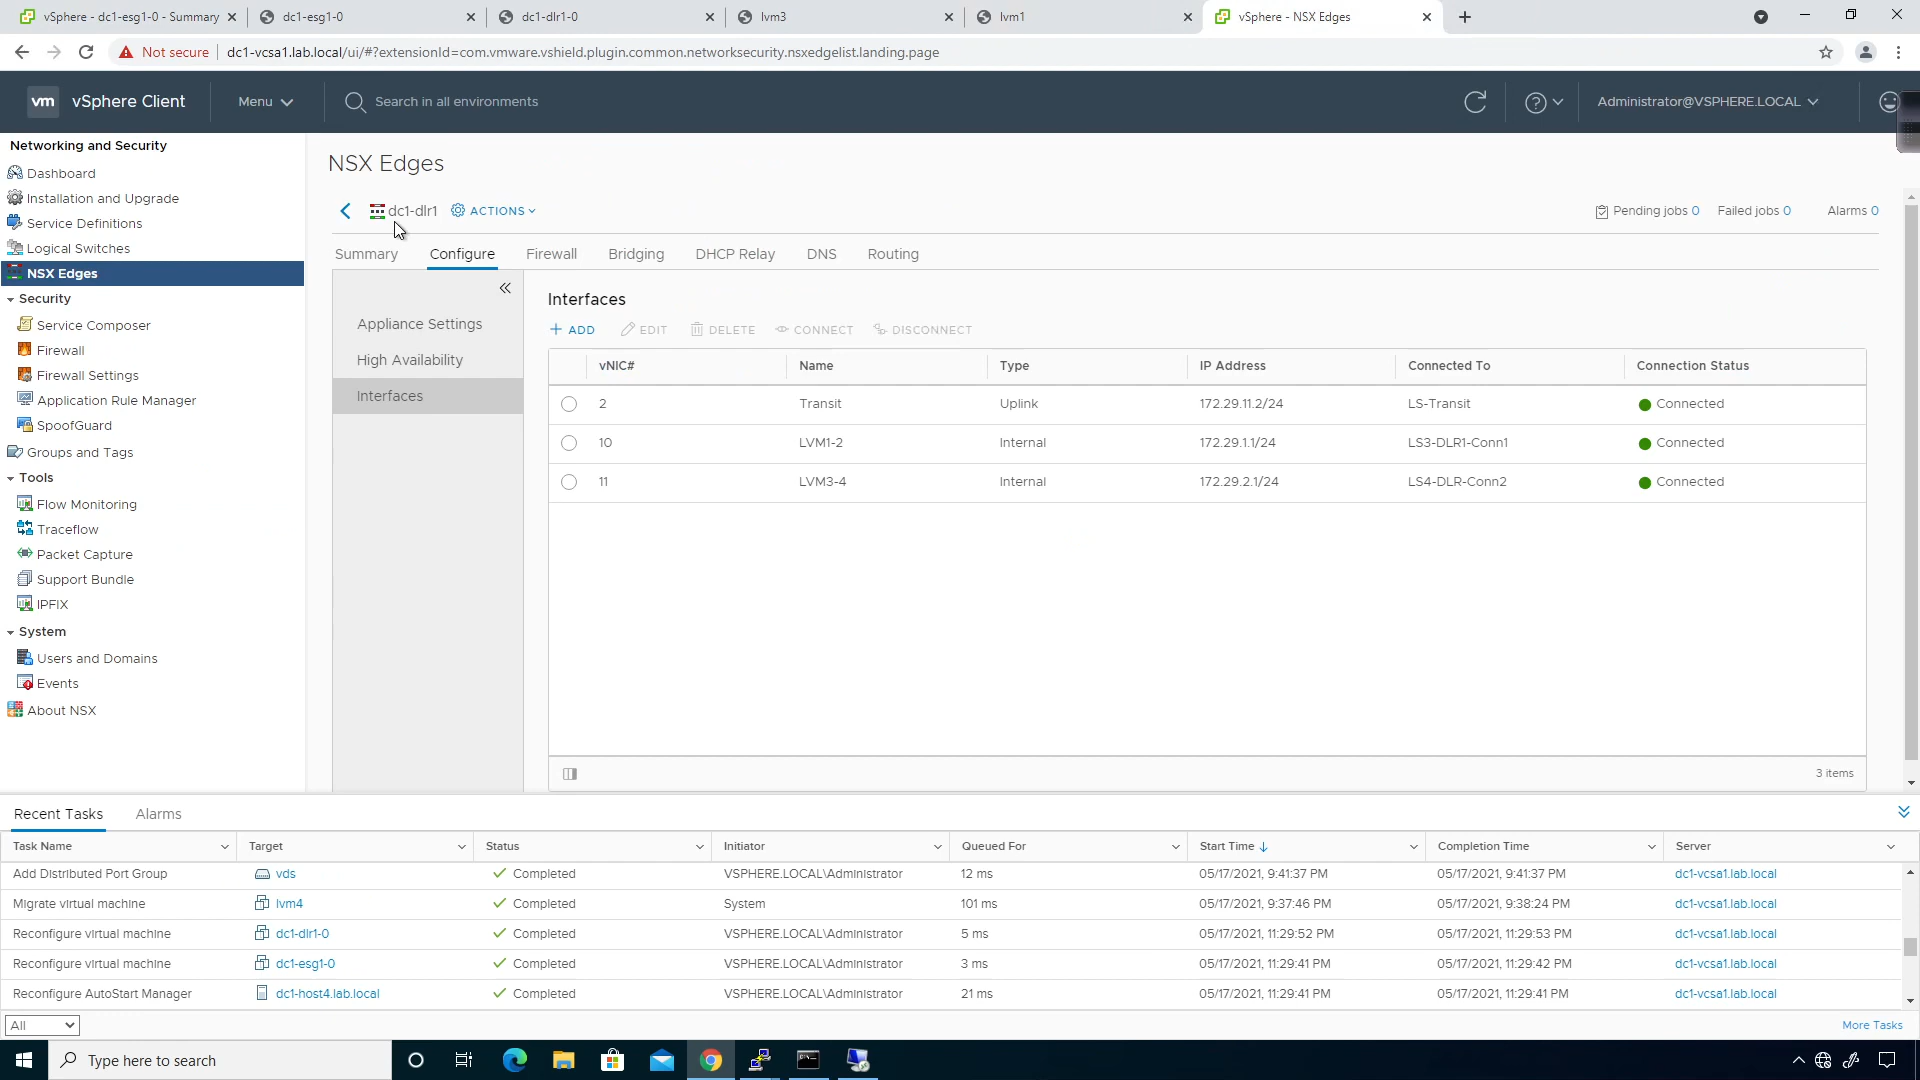 vSphere - dc1-esg1-0 - Summary
dc1-esg1-0
dc1-dlr1-0
lvm3
lvm1
vSphere - NSX Edges
Not secure
dc1-vcsa1.lab.local/ui/#?extensionId=com.vmware.vshield.plugin.common.networksecurity.nsxedgelist.landing.page
vm
vSphere Client
Menu
Search in all environments
Administrator@VSPHERE.LOCAL
Networking and Security
Dashboard
Installation and Upgrade
Service Definitions
Logical Switches
NSX Edges
Security
Service Composer
Firewall
Firewall Settings
Application Rule Manager
SpoofGuard
Groups and Tags
Tools
Flow Monitoring
Traceflow
Packet Capture
Support Bundle
IPFIX
System
Users and Domains
Events
About NSX
NSX Edges
dc1-dlr1 ACTIONS
Pending jobs 0 Failed jobs 0 Alarms 0
Summary Configure Firewall Bridging DHCP Relay DNS Routing
Appliance Settings
High Availability
Interfaces
Interfaces
ADD EDIT DELETE CONNECT DISCONNECT
vNIC# Name Type IP Address Connected To Connection Status
2 Transit Uplink 172.29.11.2/24 LS-Transit Connected
10 LVM1-2 Internal 172.29.1.1/24 LS3-DLR1-Conn1 Connected
11 LVM3-4 Internal 172.29.2.1/24 LS4-DLR-Conn2 Connected
3 items
Recent Tasks Alarms
Task Name Target Status Initiator Queued For Start Time Completion Time Server
Add Distributed Port Group vds Completed VSPHERE.LOCAL\Administrator 12 ms 05/17/2021, 9:41:37 PM 05/17/2021, 9:41:37 PM dc1-vcsa1.lab.local
Migrate virtual machine lvm4 Completed System 101 ms 05/17/2021, 9:37:46 PM 05/17/2021, 9:38:24 PM dc1-vcsa1.lab.local
Reconfigure virtual machine dc1-dlr1-0 Completed VSPHERE.LOCAL\Administrator 5 ms 05/17/2021, 11:29:52 PM 05/17/2021, 11:29:53 PM dc1-vcsa1.lab.local
Reconfigure virtual machine dc1-esg1-0 Completed VSPHERE.LOCAL\Administrator 3 ms 05/17/2021, 11:29:41 PM 05/17/2021, 11:29:42 PM dc1-vcsa1.lab.local
Reconfigure AutoStart Manager dc1-host4.lab.local Completed VSPHERE.LOCAL\Administrator 21 ms 05/17/2021, 11:29:41 PM 05/17/2021, 11:29:41 PM dc1-vcsa1.lab.local
All
More Tasks
Type here to search